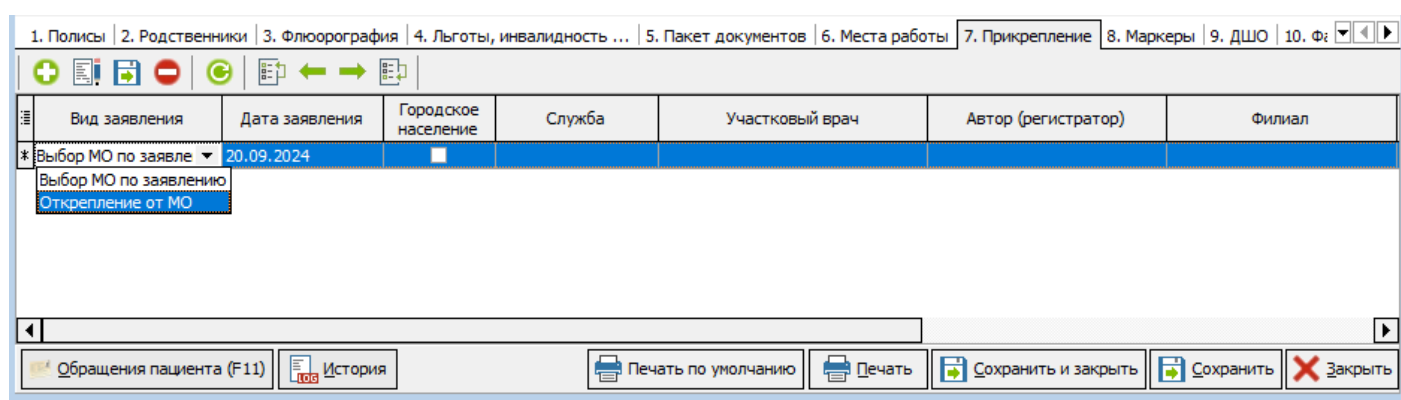 1. Полисы 2. Родственники 3. Флюорография 4. Льготы, инвалидность ... 5. Пакет документов 6. Места работы 7. Прикрепление 8. Маркеры 9. ДШО 10.
Вид заявления Дата заявления Городское население Служба Участковый врач Автор (регистратор) Филиал
* Выбор МО по заявле 20.09.2024
Выбор МО по заявлению
Открепление от МО
Обращения пациента (F11) LOG История Печать по умолчанию Печать Сохранить и закрыть Сохранить Закрыть